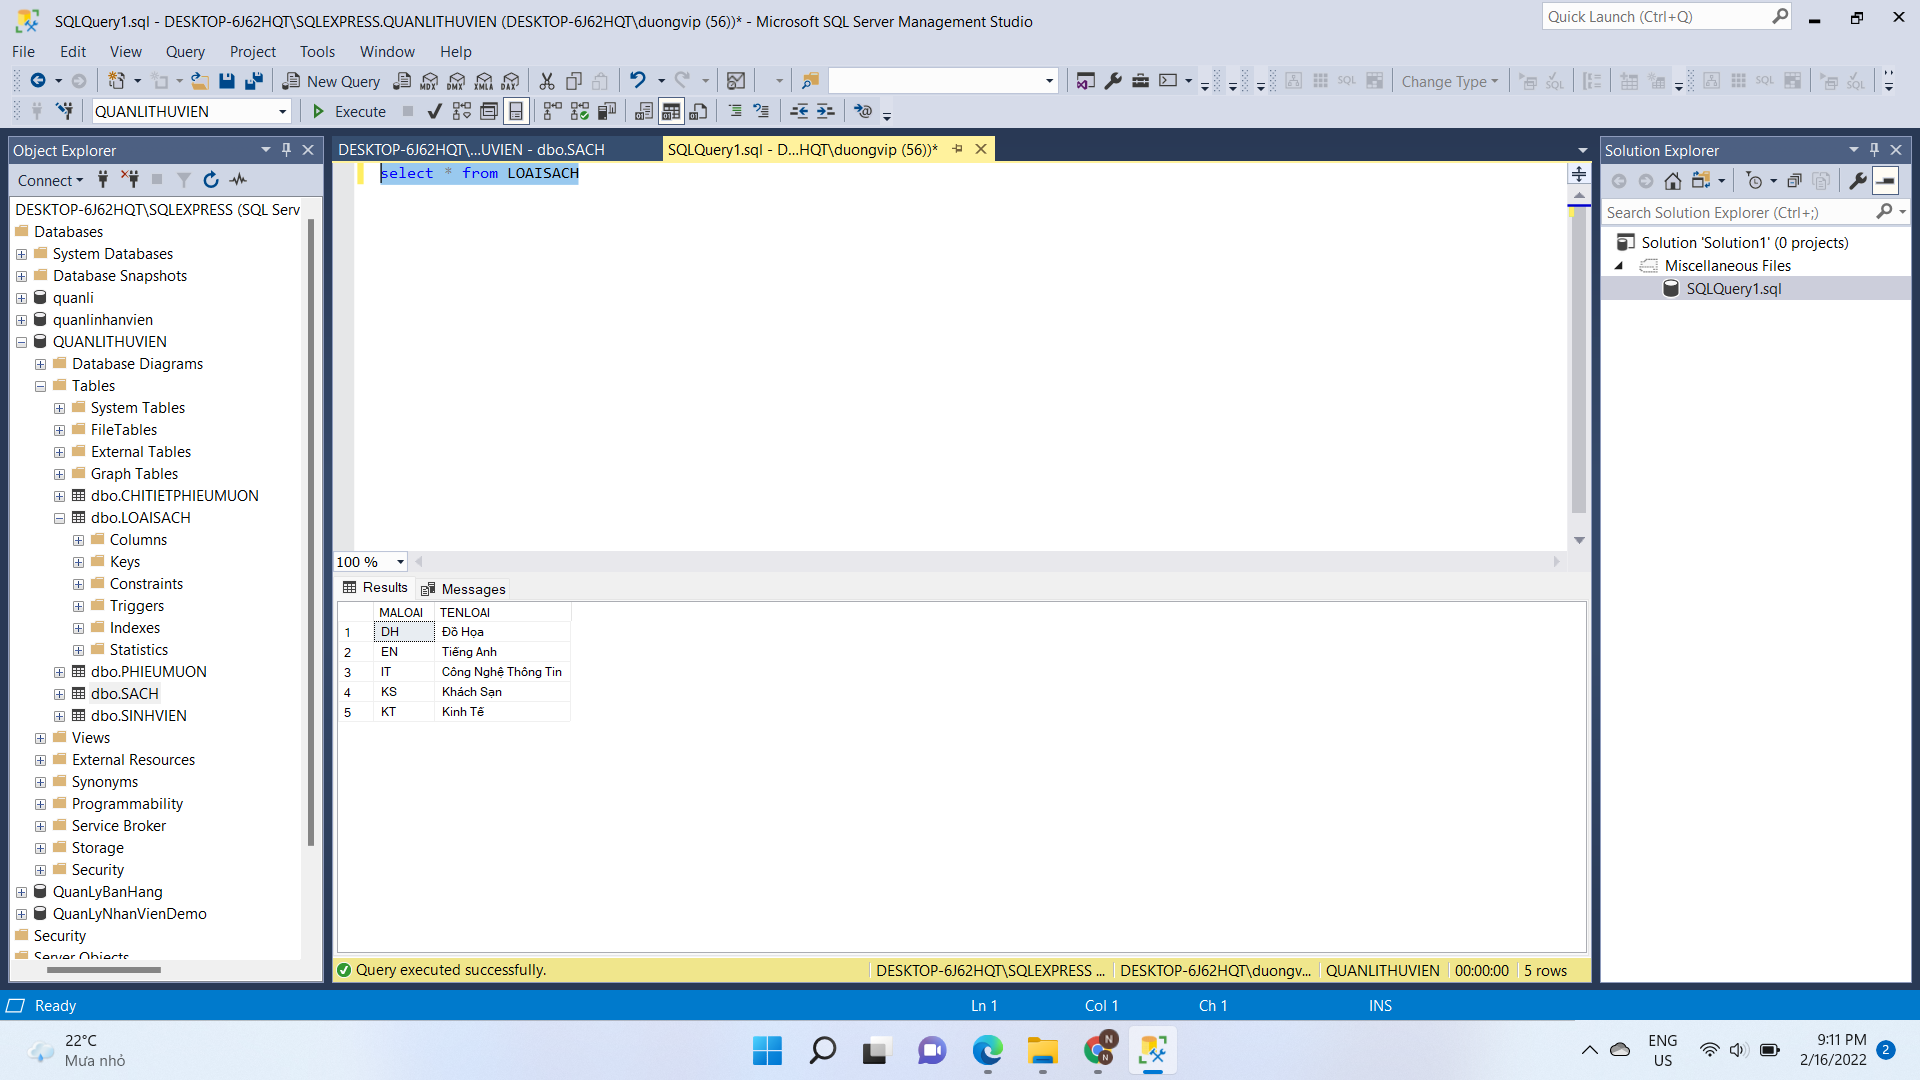 SQLQuery1.sql - DESKTOP-6J62HQT\SQLEXPRESS.QUANLITHUVIEN (DESKTOP-6J62HQT\duongvip (56))* - Microsoft SQL Server Management Studio
Quick Launch (Ctrl+Q)
File Edit View Query Project Tools Window Help
New Query MDX DMX XMLA DAX SQL Change Type SQL SQL SQL
QUANLITHUVIEN Execute
Object Explorer
Connect
DESKTOP-6J62HQT\SQLEXPRESS (SQL Serv
Databases
System Databases
Database Snapshots
quanli
quanlinhanvien
QUANLITHUVIEN
Database Diagrams
Tables
System Tables
FileTables
External Tables
Graph Tables
dbo.CHITIETPHIEUMUON
dbo.LOAISACH
Columns
Keys
Constraints
Triggers
Indexes
Statistics
dbo.PHIEUMUON
dbo.SACH
dbo.SINHVIEN
Views
External Resources
Synonyms
Programmability
Service Broker
Storage
Security
QuanLyBanHang
QuanLyNhanVienDemo
Security
Server Objects
DESKTOP-6J62HQT\...UVIEN - dbo.SACH
SQLQuery1.sql - D...HQT\duongvip (56))*
select * from LOAISACH
100 %
Results Messages
MALOAI TENLOAI
1 DH Đồ Họa
2 EN Tiếng Anh
3 IT Công Nghệ Thông Tin
4 KS Khách Sạn
5 KT Kinh Tế
Query executed successfully. DESKTOP-6J62HQT\SQLEXPRESS ... DESKTOP-6J62HQT\duongv... QUANLITHUVIEN 00:00:00 5 rows
Solution Explorer
Search Solution Explorer (Ctrl+;)
Solution 'Solution1' (0 projects)
Miscellaneous Files
SQLQuery1.sql
Ready Ln 1 Col 1 Ch 1 INS
22°C
Mưa nhỏ
N
N
ENG
US
9:11 PM
2/16/2022
2